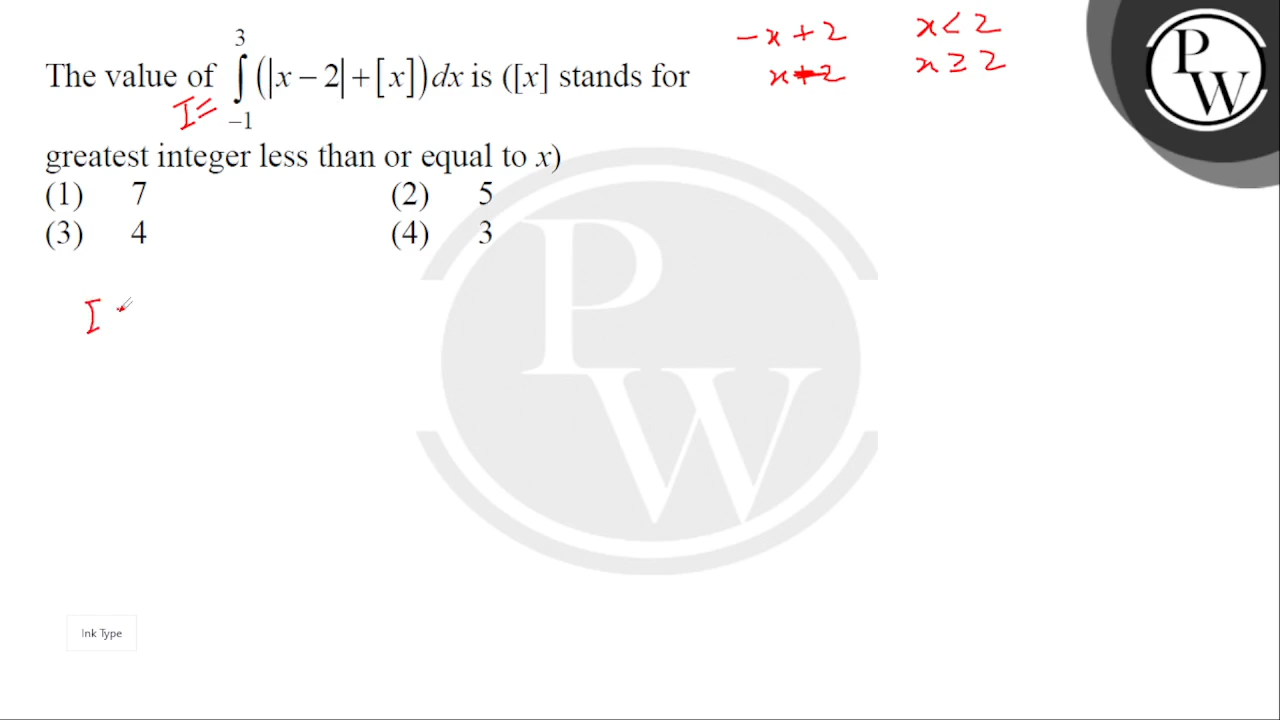 The value of ∫_{-1}^{3} (|x − 2| + [x]) dx is ([x] stands for
I=
greatest integer less than or equal to x)
(1) 7 (2) 5
(3) 4 (4) 3
-x+2 x<2
x-2 x≥2
I
P
W
P
W
Ink Type